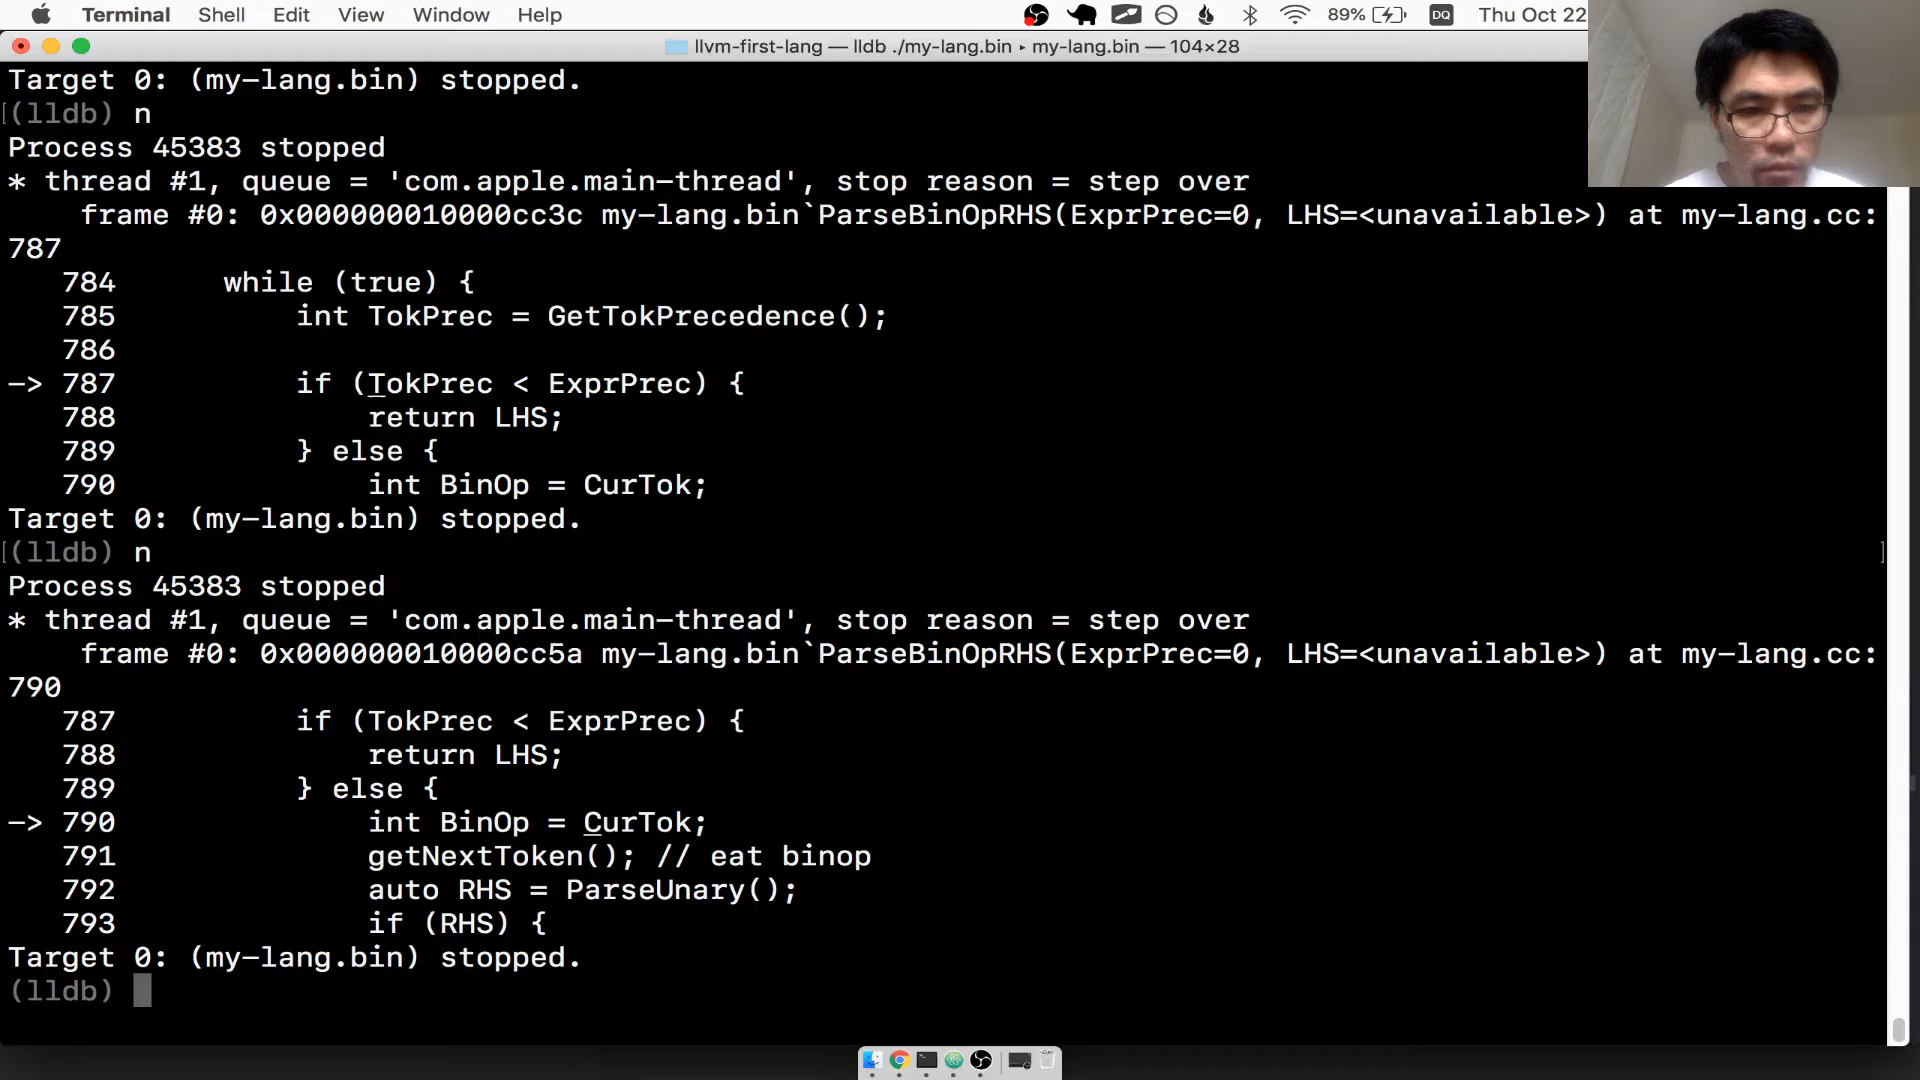 Terminal Shell Edit View Window Help 89% DQ Thu Oct 22
llvm-first-lang — lldb ./my-lang.bin ▸ my-lang.bin — 104×28
Target 0: (my-lang.bin) stopped.
(lldb) n
Process 45383 stopped
* thread #1, queue = 'com.apple.main-thread', stop reason = step over
    frame #0: 0x000000010000cc3c my-lang.bin`ParseBinOpRHS(ExprPrec=0, LHS=<unavailable>) at my-lang.cc:
787
   784      while (true) {
   785          int TokPrec = GetTokPrecedence();
   786
-> 787          if (TokPrec < ExprPrec) {
   788              return LHS;
   789          } else {
   790              int BinOp = CurTok;
Target 0: (my-lang.bin) stopped.
(lldb) n
Process 45383 stopped
* thread #1, queue = 'com.apple.main-thread', stop reason = step over
    frame #0: 0x000000010000cc5a my-lang.bin`ParseBinOpRHS(ExprPrec=0, LHS=<unavailable>) at my-lang.cc:
790
   787          if (TokPrec < ExprPrec) {
   788              return LHS;
   789          } else {
-> 790              int BinOp = CurTok;
   791              getNextToken(); // eat binop
   792              auto RHS = ParseUnary();
   793              if (RHS) {
Target 0: (my-lang.bin) stopped.
(lldb)